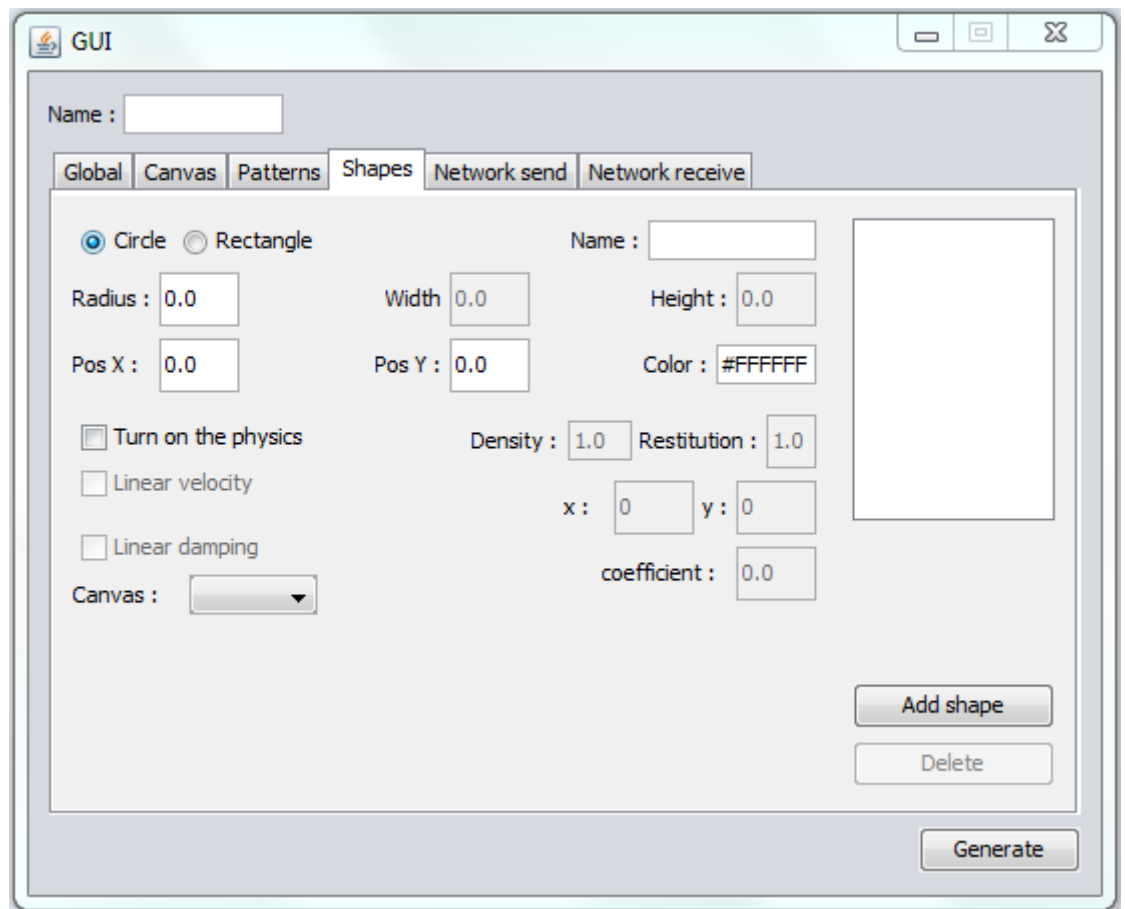 GUI
Name :
Global Canvas Patterns Shapes Network send Network receive
Circle Rectangle Name :
Radius : 0.0 Width 0.0 Height : 0.0
Pos X : 0.0 Pos Y : 0.0 Color : #FFFFFF
Turn on the physics Density : 1.0 Restitution : 1.0
Linear velocity
x : 0 y : 0
Linear damping
coefficient : 0.0
Canvas :
Add shape
Delete
Generate